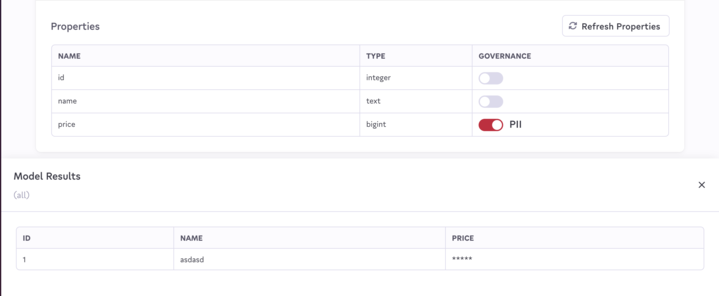 Properties
Refresh Properties
NAME TYPE GOVERNANCE
id integer
name text
price bigint PII
Model Results
(all)
ID NAME PRICE
1 asdasd *****